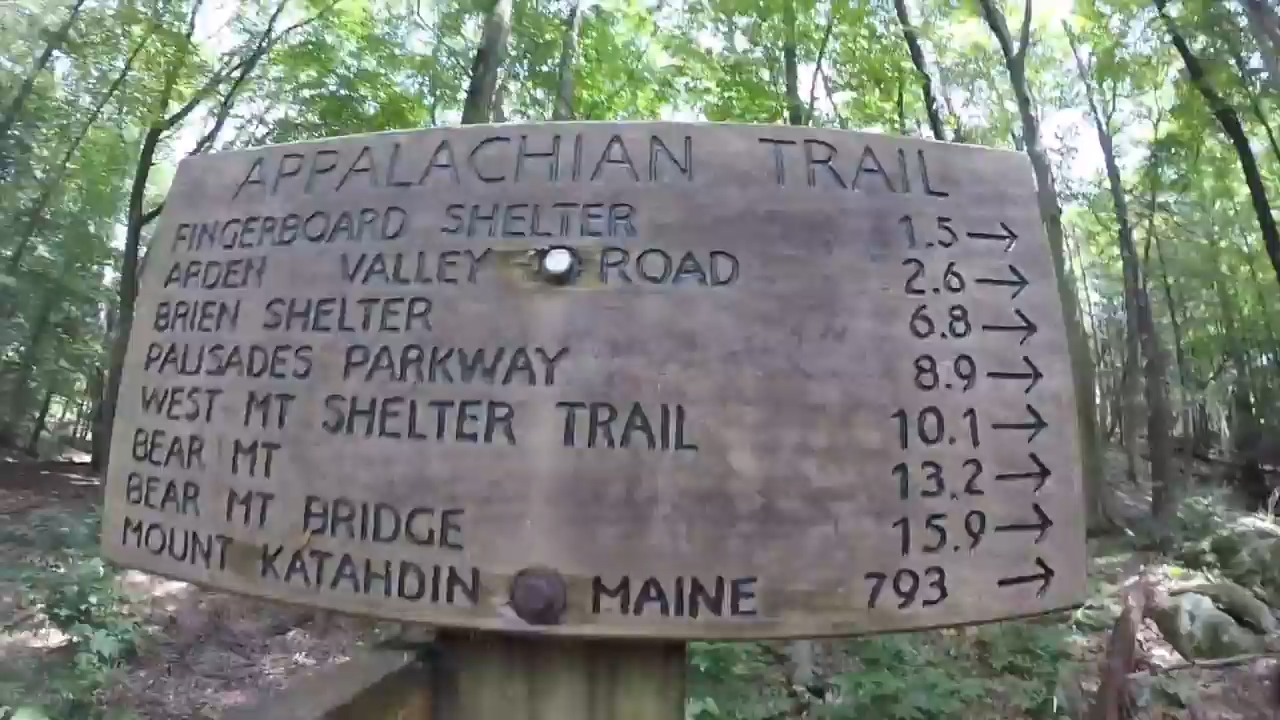 APPALACHIAN TRAIL
FINGERBOARD SHELTER 1.5→
ARDEN VALLEY ROAD 2.6→
BRIEN SHELTER 6.8→
PALISADES PARKWAY 8.9→
WEST MT SHELTER TRAIL 10.1→
BEAR MT 13.2→
BEAR MT BRIDGE 15.9→
MOUNT KATAHDIN MAINE 793 →